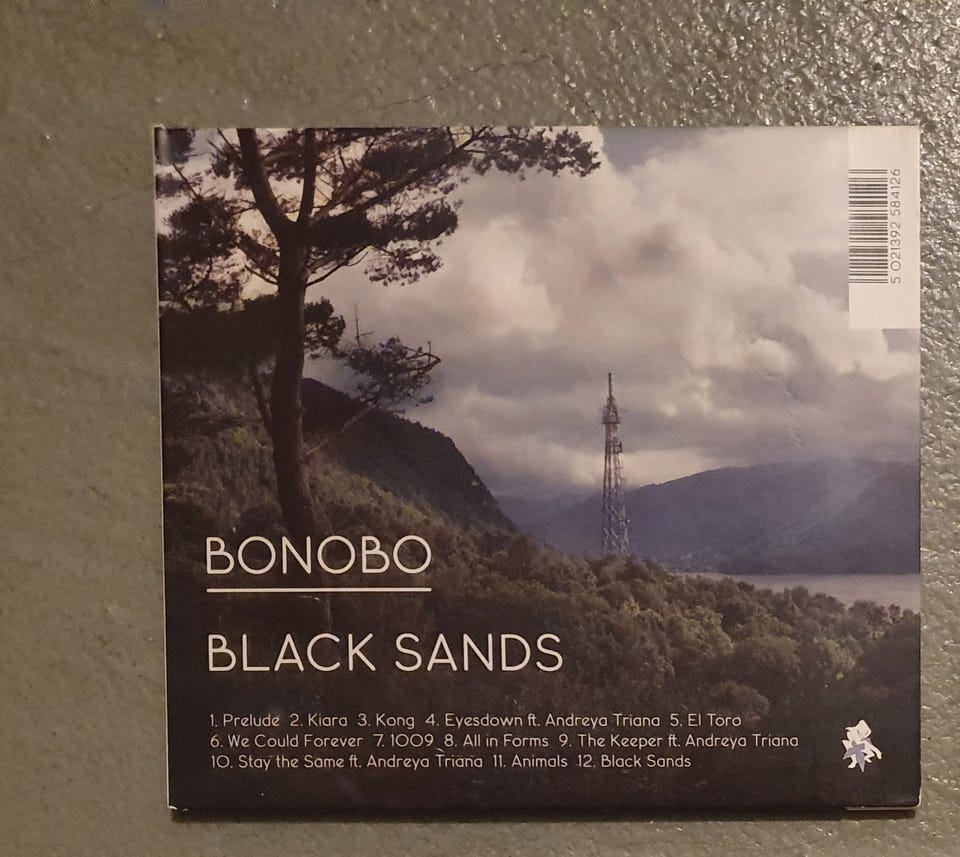 5 021392 584126
BONOBO
BLACK SANDS
1. Prelude 2. Kiara 3. Kong 4. Eyesdown ft. Andreya Triana 5. El Toro
6. We Could Forever 7. 1009 8. All in Forms 9. The Keeper ft. Andreya Triana
10. Stay the Same ft. Andreya Triana 11. Animals 12. Black Sands